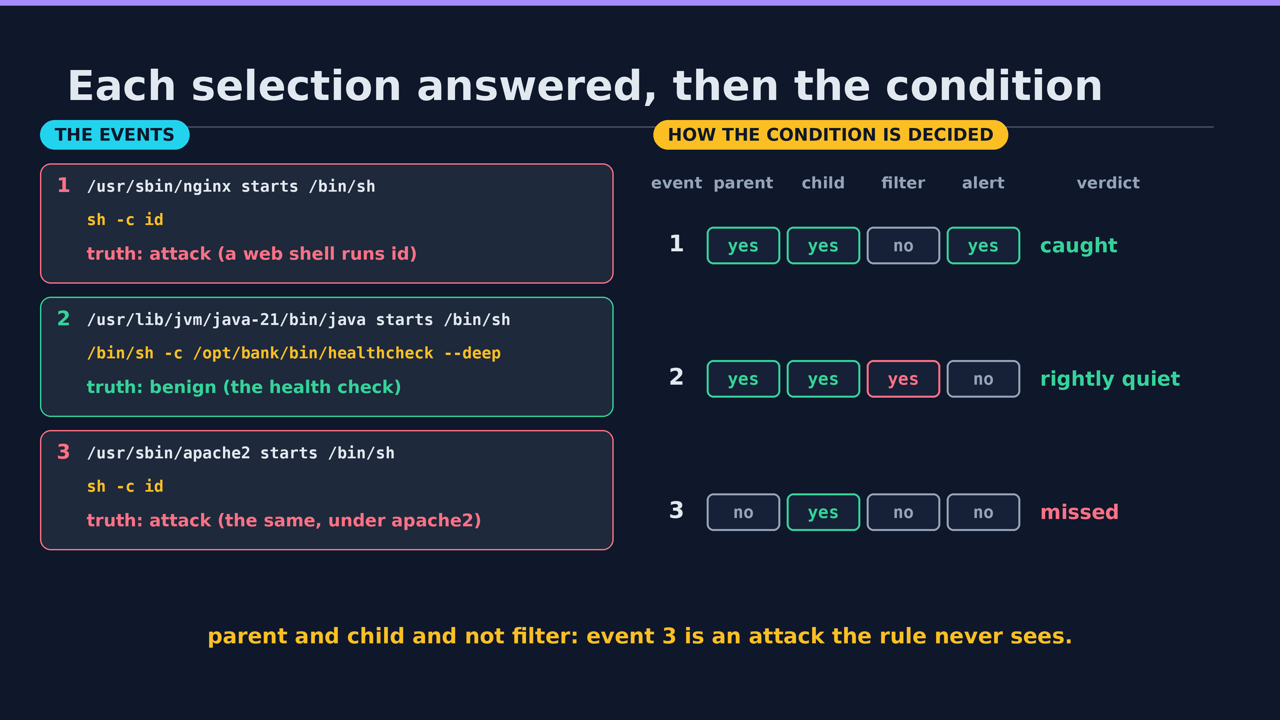 Each selection answered, then the condition
THE EVENTS
1 /usr/sbin/nginx starts /bin/sh
sh -c id
truth: attack (a web shell runs id)
2 /usr/lib/jvm/java-21/bin/java starts /bin/sh
/bin/sh -c /opt/bank/bin/healthcheck --deep
truth: benign (the health check)
3 /usr/sbin/apache2 starts /bin/sh
sh -c id
truth: attack (the same, under apache2)
HOW THE CONDITION IS DECIDED
event parent child filter alert verdict
1 yes yes no yes caught
2 yes yes yes no rightly quiet
3 no yes no no missed
parent and child and not filter: event 3 is an attack the rule never sees.